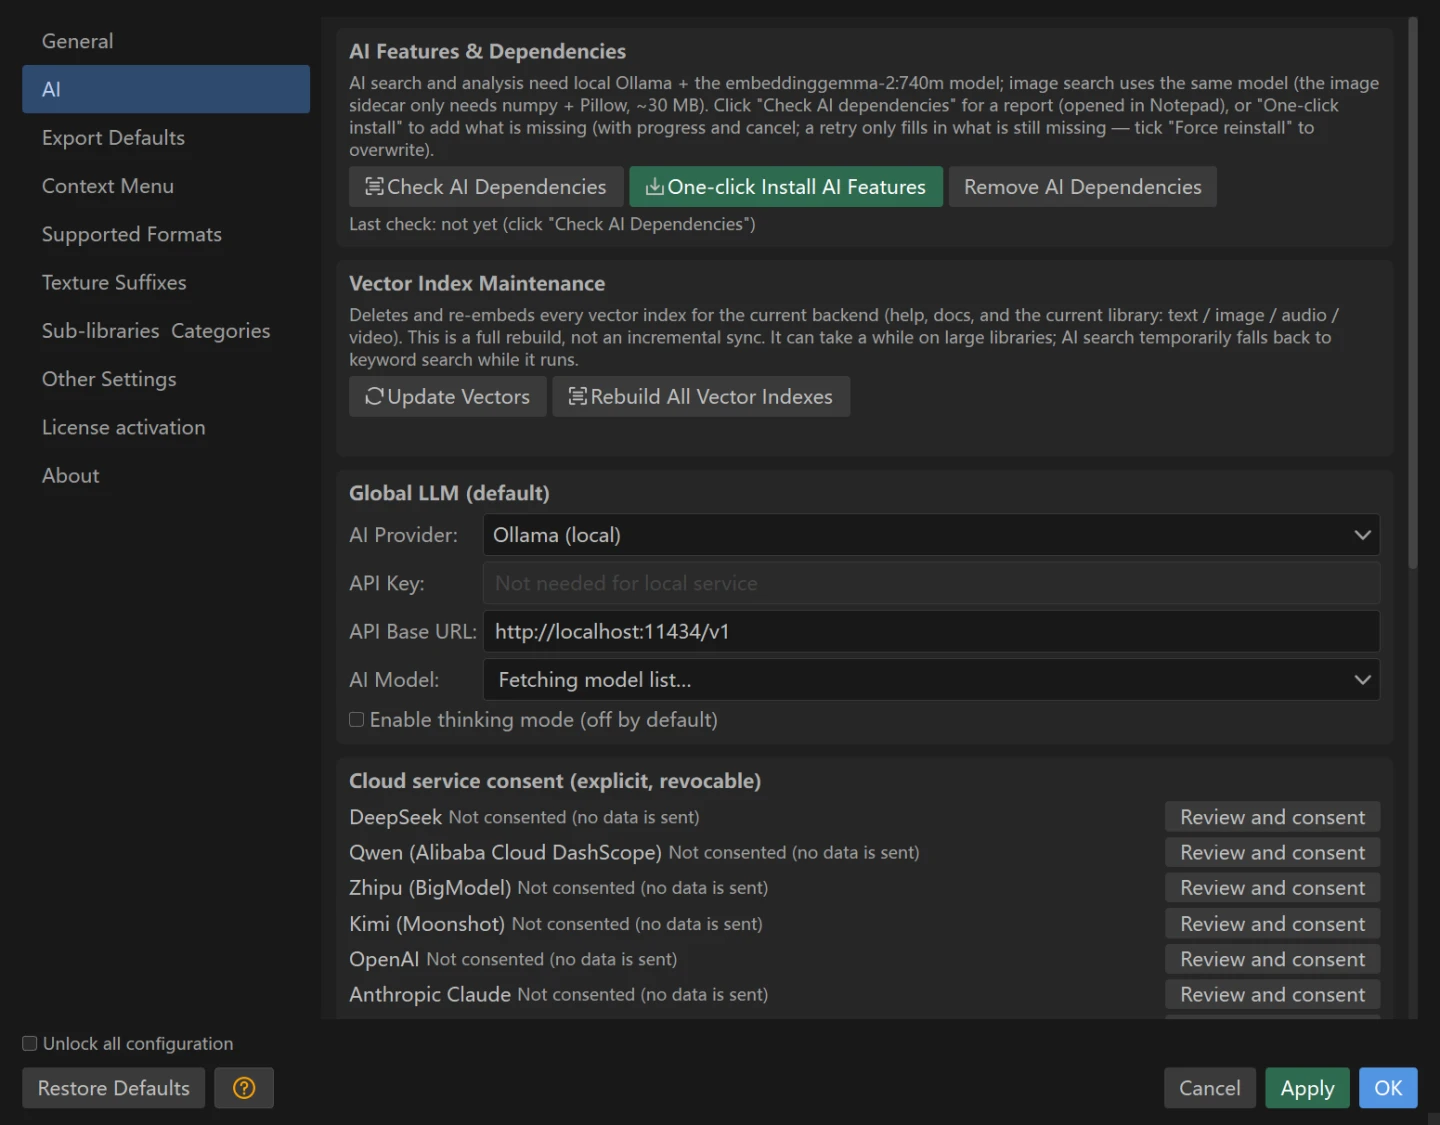 General
AI
Export Defaults
Context Menu
Supported Formats
Texture Suffixes
Sub-libraries Categories
Other Settings
License activation
About
AI Features & Dependencies
AI search and analysis need local Ollama + the embeddinggemma-2:740m model; image search uses the same model (the image
sidecar only needs numpy + Pillow, ~30 MB). Click "Check AI dependencies" for a report (opened in Notepad), or "One-click
install" to add what is missing (with progress and cancel; a retry only fills in what is still missing — tick "Force reinstall" to
overwrite).
Check AI Dependencies
One-click Install AI Features
Remove AI Dependencies
Last check: not yet (click "Check AI Dependencies")
Vector Index Maintenance
Deletes and re-embeds every vector index for the current backend (help, docs, and the current library: text / image / audio /
video). This is a full rebuild, not an incremental sync. It can take a while on large libraries; AI search temporarily falls back to
keyword search while it runs.
Update Vectors
Rebuild All Vector Indexes
Global LLM (default)
AI Provider: Ollama (local)
API Key: Not needed for local service
API Base URL: http://localhost:11434/v1
AI Model: Fetching model list...
Enable thinking mode (off by default)
Cloud service consent (explicit, revocable)
DeepSeek Not consented (no data is sent) Review and consent
Qwen (Alibaba Cloud DashScope) Not consented (no data is sent) Review and consent
Zhipu (BigModel) Not consented (no data is sent) Review and consent
Kimi (Moonshot) Not consented (no data is sent) Review and consent
OpenAI Not consented (no data is sent) Review and consent
Anthropic Claude Not consented (no data is sent) Review and consent
Unlock all configuration
Restore Defaults
?
Cancel
Apply
OK